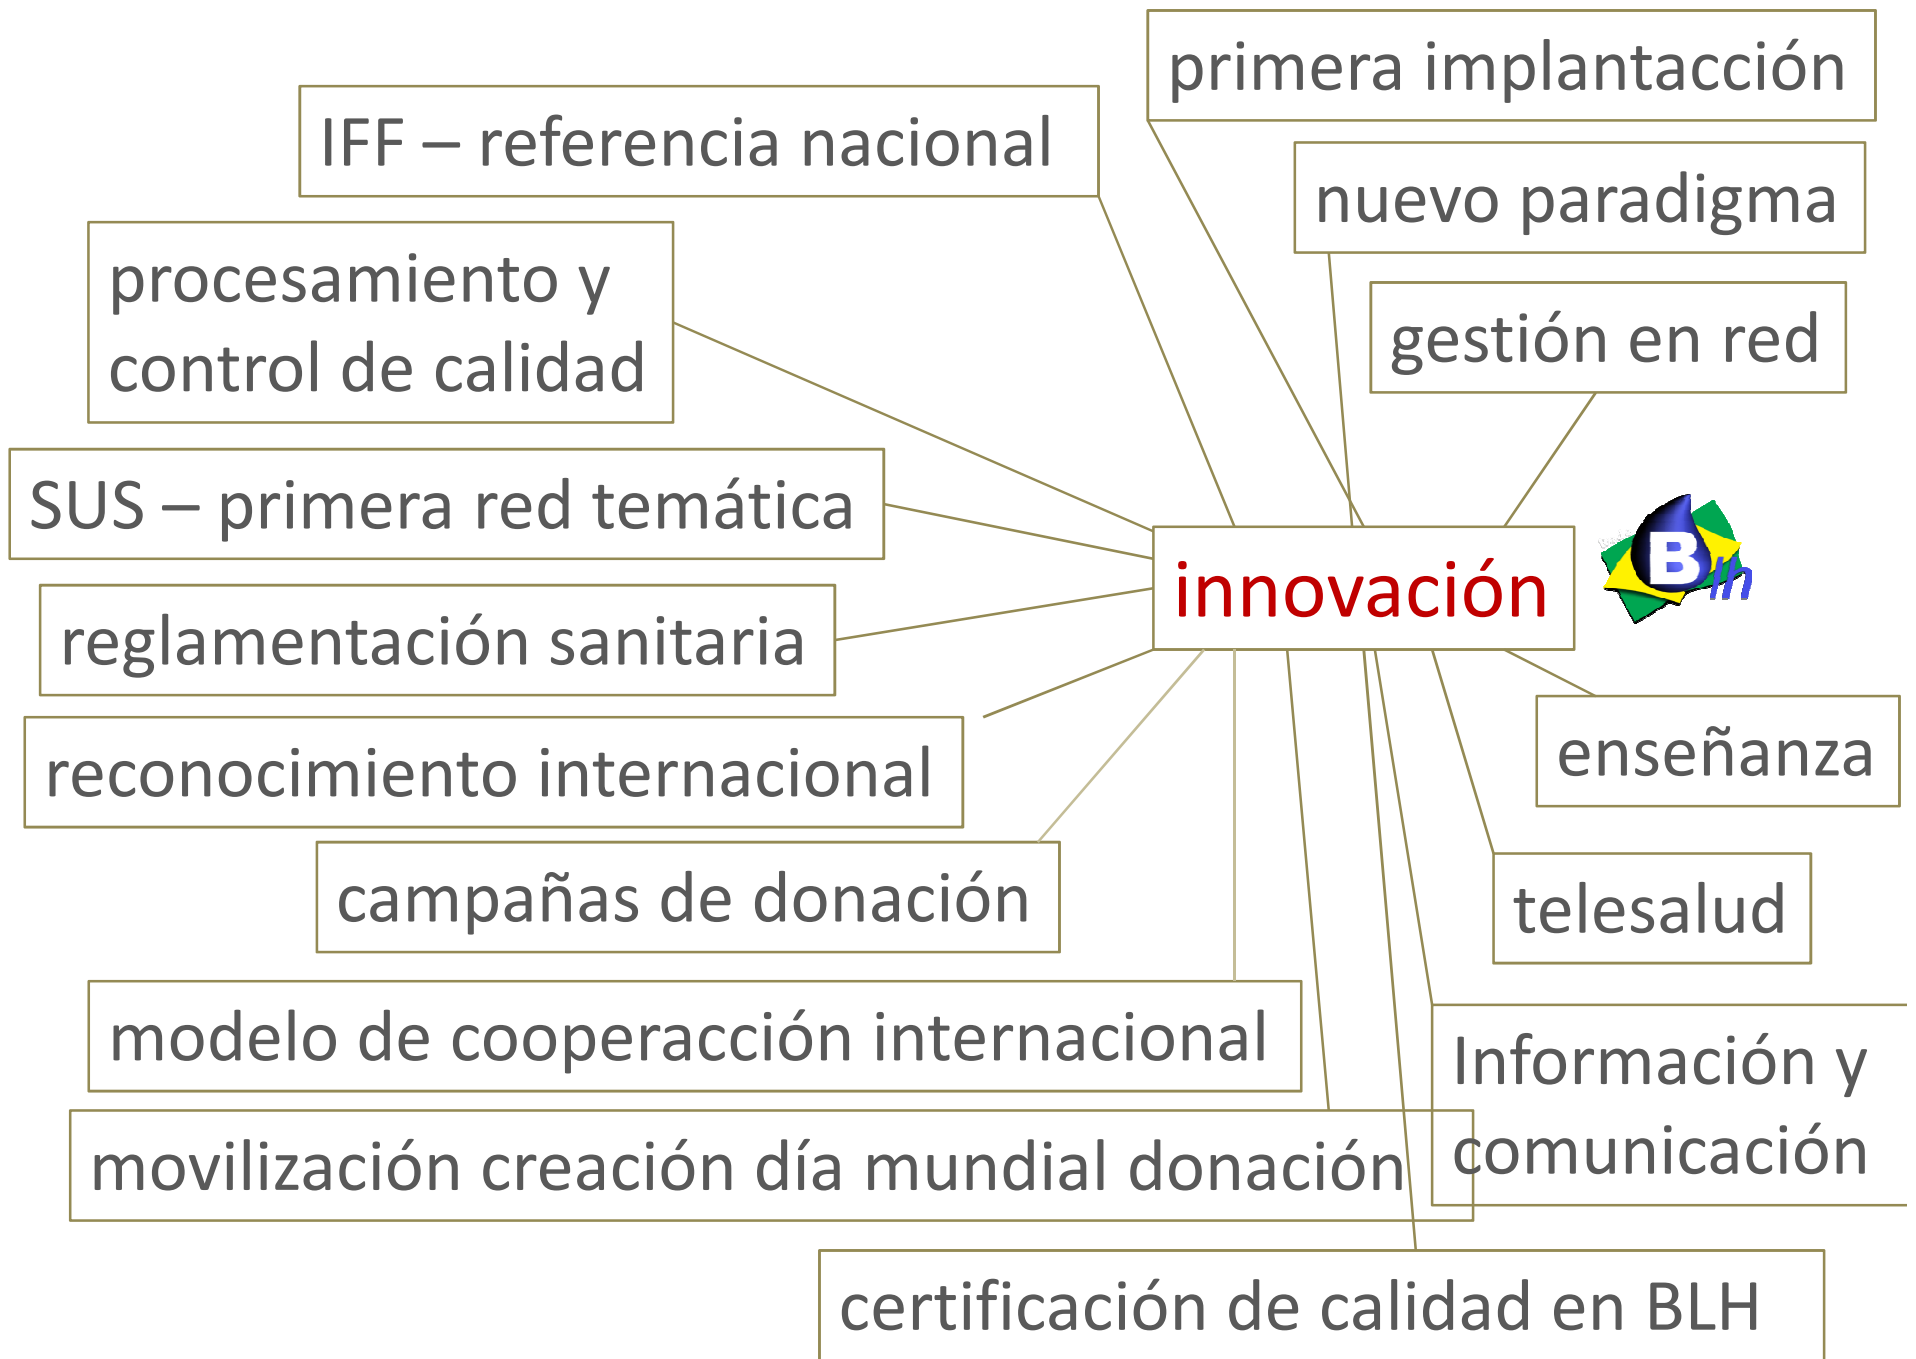 primera implantacción
IFF – referencia nacional
nuevo paradigma
procesamiento y
control de calidad
gestión en red
SUS – primera red temática
innovación
Blh
reglamentación sanitaria
reconocimiento internacional
enseñanza
campañas de donación
telesalud
modelo de cooperacción internacional
Información y
comunicación
movilización creación día mundial donación
certificación de calidad en BLH